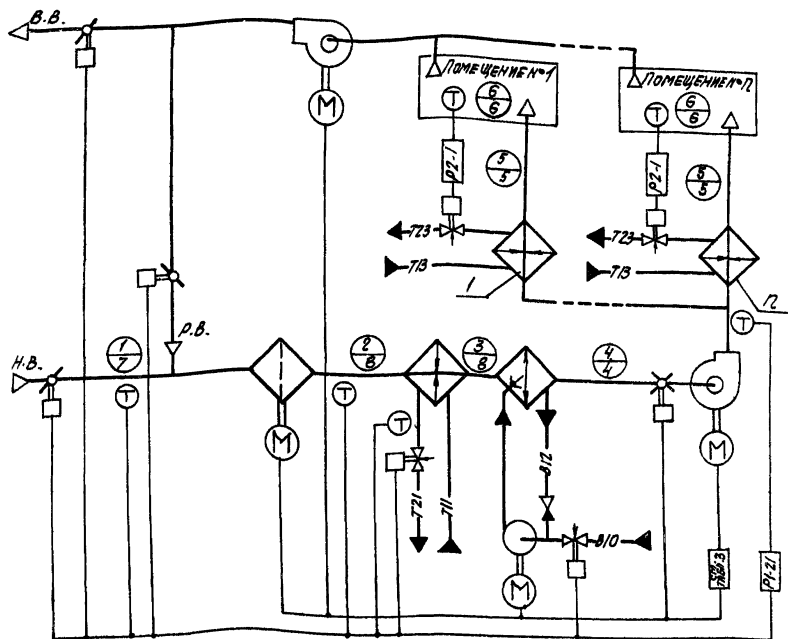 В.В.
М
ПОМЕЩЕНИЕ №1
Т
6
6
Р2-1
5
5
Т23
Т13
1
ПОМЕЩЕНИЕ №П
Т
6
6
Р2-1
5
5
Т23
Т13
П
Т
Р.В.
Н.В.
1
7
2
8
3
8
4
4
Т
М
Т
Т
Т21
Т11
В12
В10
М
М
Р1-21